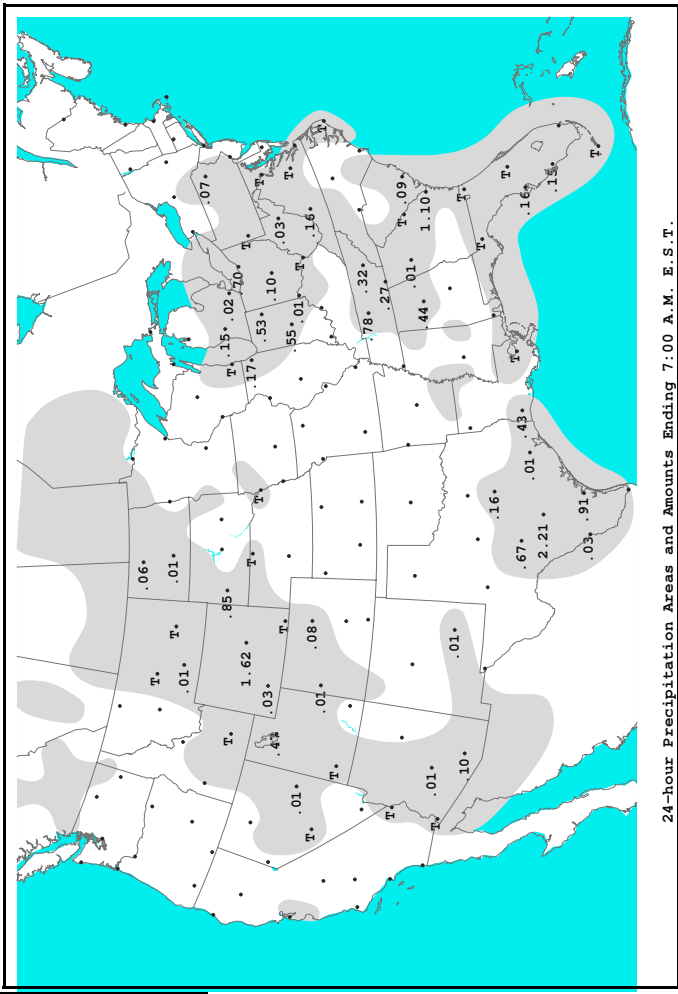 .06
T
.01
T
.01
.07
.15
.02
.85
T
T
.70
T
1.62
T
.17
T
T
.53
.03
.10
.03
T
T
.55
.01
.01
T
.16
T
.08
.01
T
T
.32
.78
.27
T
.09
T
.01
.44
1.10
.01
T
.01
T
.10
T
.16
T
T
.67
.43
.16
.01
2.21
.15
.91
.03
T
24-hour Precipitation Areas and Amounts Ending 7:00 A.M. E.S.T.